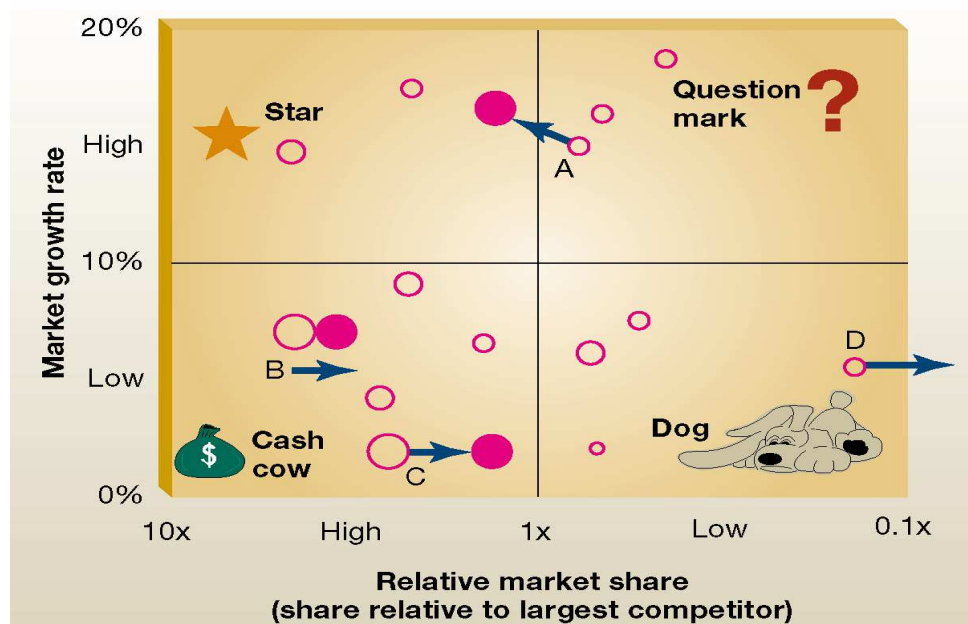 20%
Star
Question
mark
?
High
A
10%
Market growth rate
B
D
Low
Dog
$
Cash
cow
C
0%
10x
High
1x
Low
0.1x
Relative market share
(share relative to largest competitor)